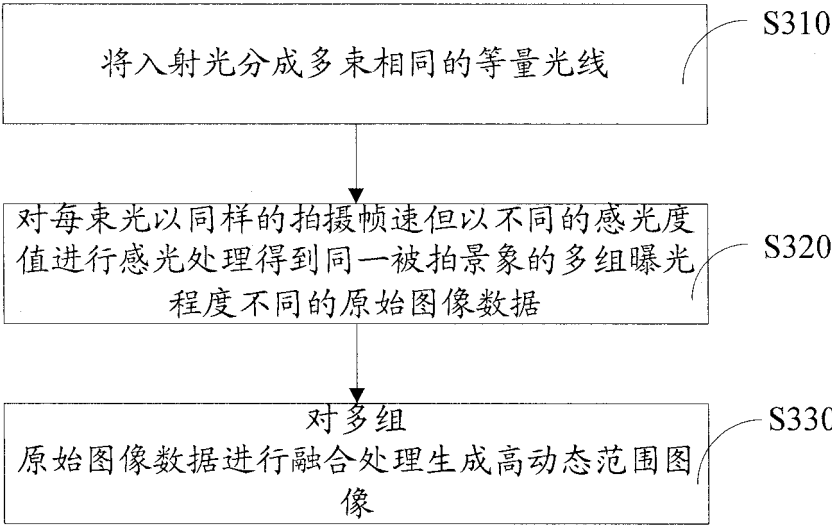 S310
将入射光分成多束相同的等量光线
对每束光以同样的拍摄帧速但以不同的感光度
值进行感光处理得到同一被拍景象的多组曝光
程度不同的原始图像数据
S320
对多组
原始图像数据进行融合处理生成高动态范围图
像
S330